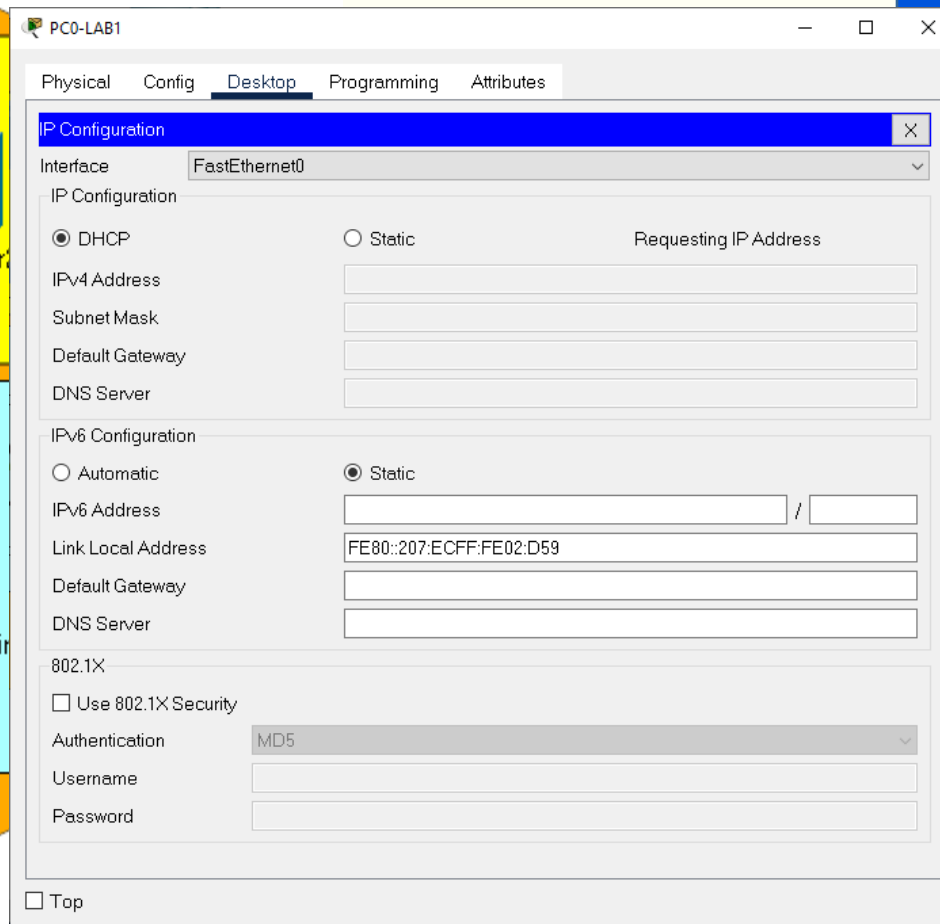 PC0-LAB1
Physical Config Desktop Programming Attributes
IP Configuration X
Interface FastEthernet0
IP Configuration
DHCP Static Requesting IP Address
IPv4 Address
Subnet Mask
Default Gateway
DNS Server
IPv6 Configuration
Automatic Static
IPv6 Address /
Link Local Address FE80::207:ECFF:FE02:D59
Default Gateway
DNS Server
802.1X
Use 802.1X Security
Authentication MD5
Username
Password
Top